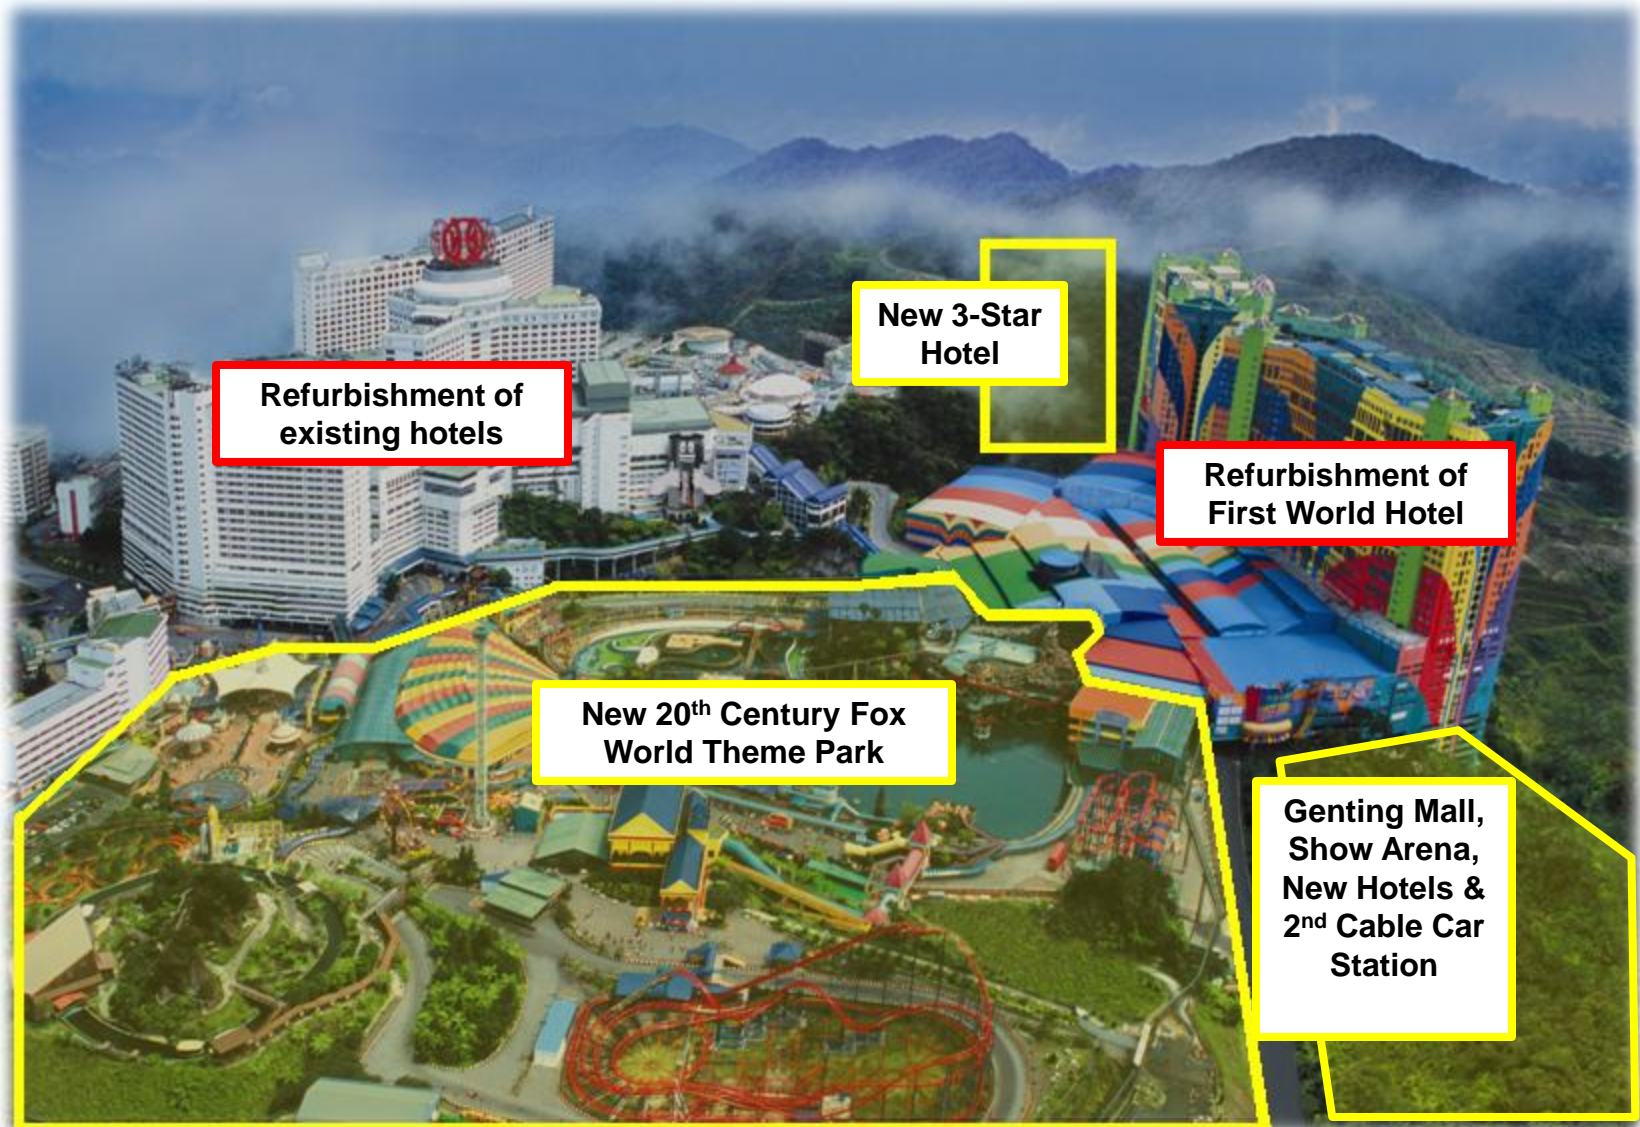 New 3-Star
Hotel
Refurbishment of
existing hotels
Refurbishment of
First World Hotel
New 20th Century Fox
World Theme Park
Genting Mall,
Show Arena,
New Hotels &
2nd Cable Car
Station